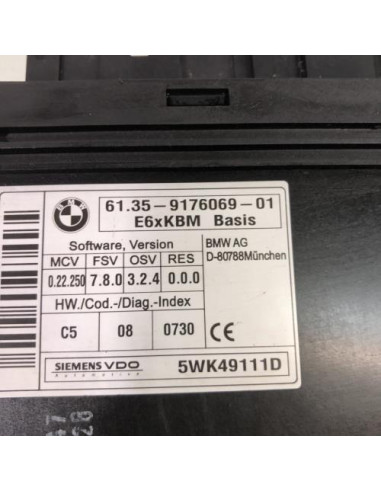 BMW
61.35-9176069-01
E6xKBM Basis
Software, Version
MCV FSV OSV RES
0.22.250 7.8.0 3.2.4 0.0.0
HW./Cod.-/Diag.-Index
C5 08 0730
BMW AG
D-80788München
CE
SIEMENS VDO
Automotive
5WK49111D